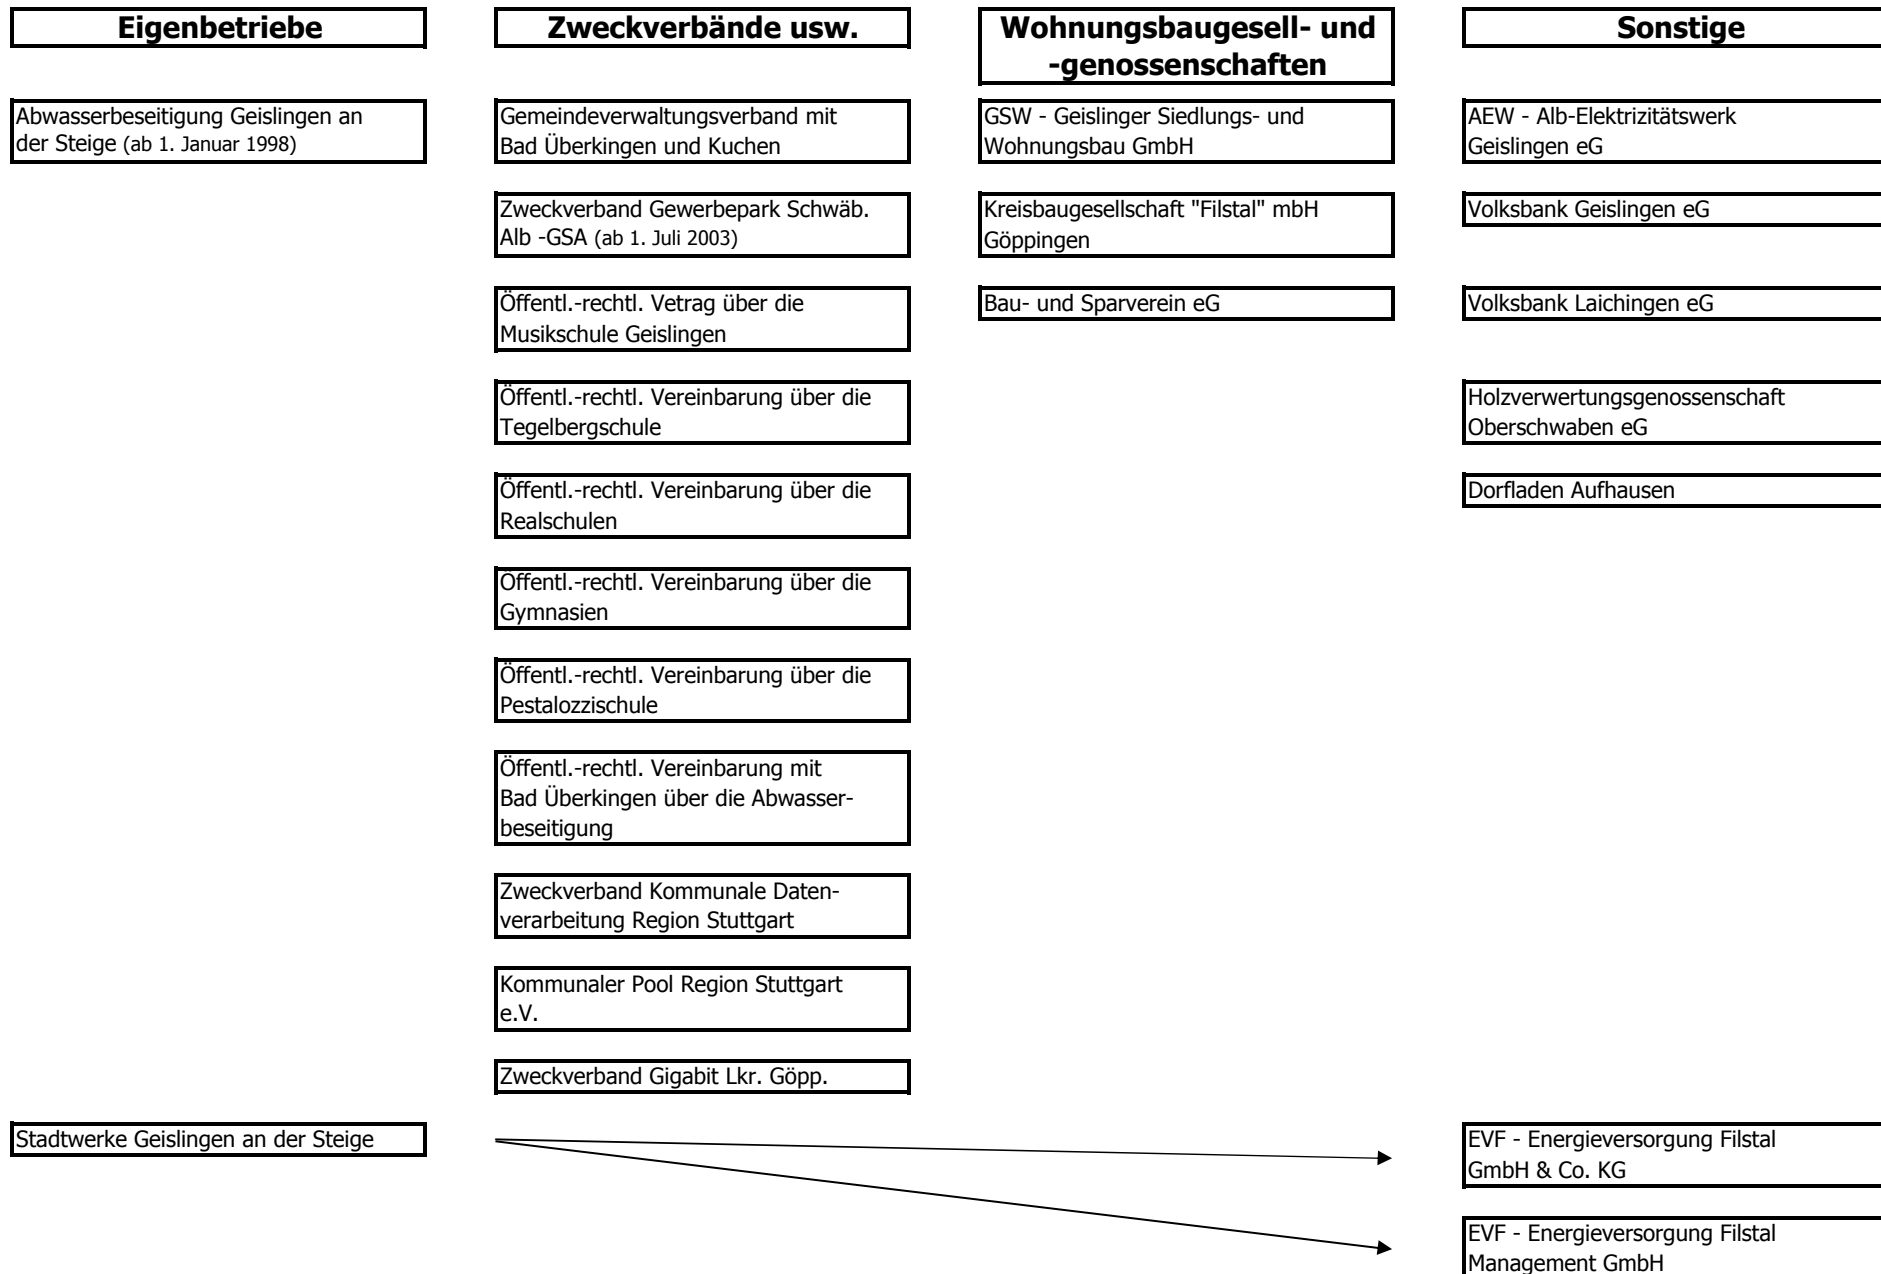 Eigenbetriebe
Zweckverbände usw.
Wohnungsbaugesell- und
-genossenschaften
Sonstige
Abwasserbeseitigung Geislingen an
der Steige (ab 1. Januar 1998)
Gemeindeverwaltungsverband mit
Bad Überkingen und Kuchen
GSW - Geislinger Siedlungs- und
Wohnungsbau GmbH
AEW - Alb-Elektrizitätswerk
Geislingen eG
Zweckverband Gewerbepark Schwäb.
Alb -GSA (ab 1. Juli 2003)
Kreisbaugesellschaft "Filstal" mbH
Göppingen
Volksbank Geislingen eG
Öffentl.-rechtl. Vetrag über die
Musikschule Geislingen
Bau- und Sparverein eG
Volksbank Laichingen eG
Öffentl.-rechtl. Vereinbarung über die
Tegelbergschule
Holzverwertungsgenossenschaft
Oberschwaben eG
Öffentl.-rechtl. Vereinbarung über die
Realschulen
Dorfladen Aufhausen
Öffentl.-rechtl. Vereinbarung über die
Gymnasien
Öffentl.-rechtl. Vereinbarung über die
Pestalozzischule
Öffentl.-rechtl. Vereinbarung mit
Bad Überkingen über die Abwasser-
beseitigung
Zweckverband Kommunale Daten-
verarbeitung Region Stuttgart
Kommunaler Pool Region Stuttgart
e.V.
Zweckverband Gigabit Lkr. Göpp.
Stadtwerke Geislingen an der Steige
EVF - Energieversorgung Filstal
GmbH & Co. KG
EVF - Energieversorgung Filstal
Management GmbH